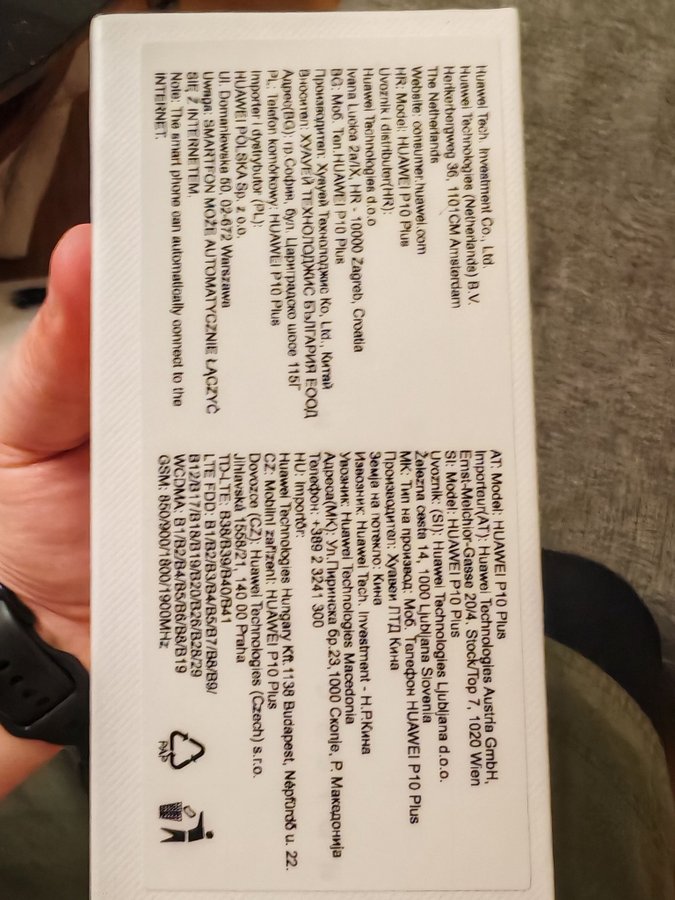 Huawei Tech. Investment Co., Ltd.
Huawei Technologies (Netherlands) B.V.
Herikerbergweg 36, 1101CM Amsterdam
The Netherlands
Website: consumer.huawei.com
HR: Model: HUAWEI P10 Plus
Uvoznik i distributer(HR):
Huawei Technologies d.o.o
Ivana Lucica 2a/IX, HR - 10000 Zagreb, Croatia
BG: Моб. Тел.HUAWEI P10 Plus
Производител: Хуауей Технолоджис Ко, Ltd., Китай
Вносител: ХУАУЕЙ ТЕХНОЛОДЖИС БЪЛГАРИЯ ЕООД
Адрес(BG): гр.София, бул. Цариградско шосе 115Г
PL: Telefon komórkowy: HUAWEI P10 Plus
Importer i dystrybutor (PL):
HUAWEI POLSKA Sp. z o.o.
Ul. Domaniewska 50, 02-672 Warszawa
Uwaga: SMARTFON MOŻE AUTOMATYCZNIE ŁĄCZYĆ
SIĘ Z INTERNETEM.
Note: The smart phone can automatically connect to the
INTERNET.
AT: Model: HUAWEI P10 Plus
Importeur(AT): Huawei Technologies Austria GmbH,
Ernst-Melchior-Gasse 20/4, Stock/Top 7, 1020 Wien
SI: Model: HUAWEI P10 Plus
Uvoznik: (SI): Huawei Technologies Ljubljana d.o.o.
Železna cesta 14, 1000 Ljubljana Slovenia
MK: Тип на производ: Моб. Телефон HUAWEI P10 Plus
Производител: Хуавеи ЛТД Кина
Земја на потекло: Кина
Извозник: Huawei Tech. Investment - Н.Р.Кина
Увозник: Huawei Technologies Macedonia
Адреса(МК): Ул.Пиринска бр.23,1000 Скопје, Р. Македонија
Телефон: +389 2 3241 300
HU: Importőr:
Huawei Technologies Hungary Kft.1138 Budapest, Népfürdő u. 22.
CZ: Mobilní zařízení: HUAWEI P10 Plus
Dovozce (CZ): Huawei Technologies (Czech) s.r.o.
Jihlavská 1558/21, 140 00 Praha
TD-LTE: B38/B39/B40/B41
LTE FDD: B1/B2/B3/B4/B5/B7/B8/B9/
B12/B17/B18/B19/B20/B26/B28/29
WCDMA: B1/B2/B4/B5/B6/B8/B19
GSM: 850/900/1800/1900MHz
PAP